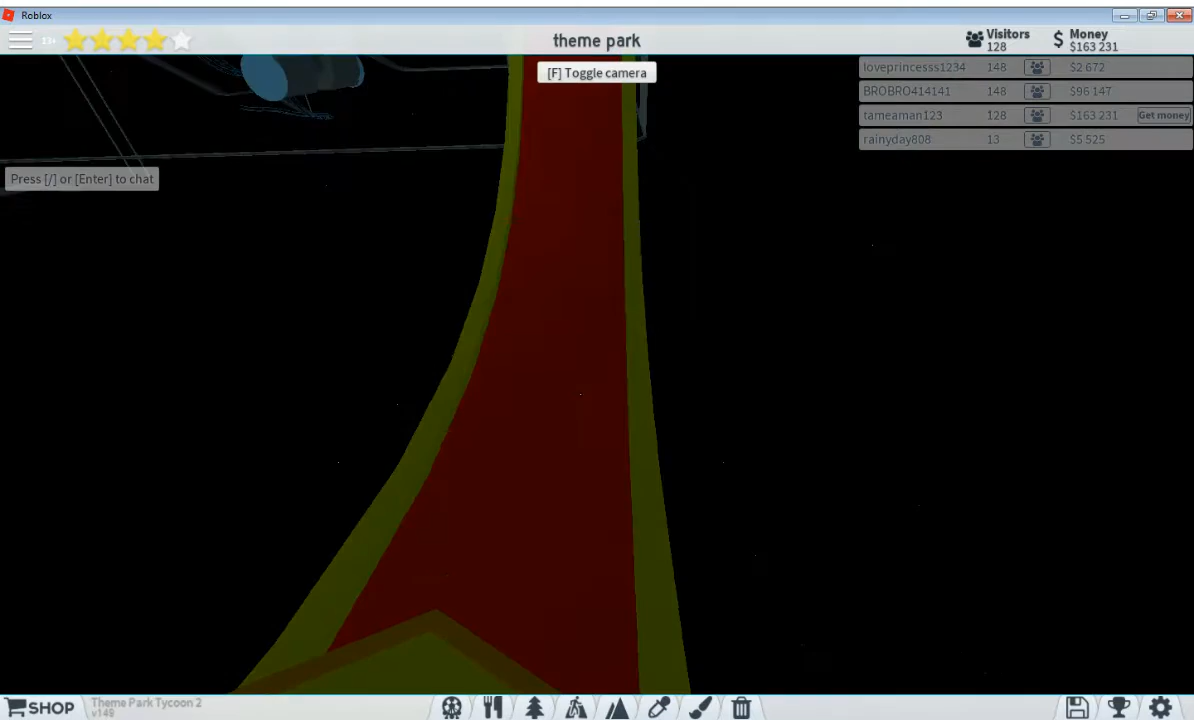 Roblox
13+
theme park
Visitors
128
$ Money
$163 231
[F] Toggle camera
loveprincesss1234 148 $2 672
BROBRO414141 148 $96 147
tameaman123 128 $163 231 Get money
rainyday808 13 $5 525
Press [/] or [Enter] to chat
SHOP
Theme Park Tycoon 2
v149